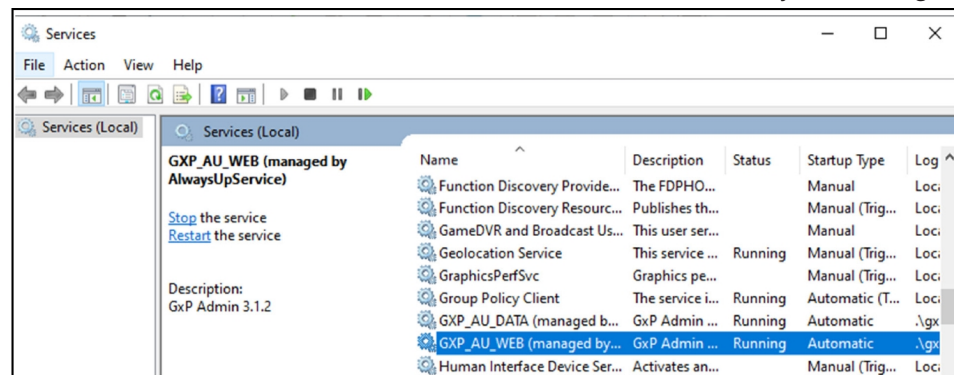 Services
File Action View Help
Services (Local)
Services (Local)
GXP_AU_WEB (managed by
AlwaysUpService)
Stop the service
Restart the service
Description:
GxP Admin 3.1.2
Name Description Status Startup Type Log
Function Discovery Provide... The FDPHO... Manual Loca
Function Discovery Resourc... Publishes th... Manual (Trig... Loca
GameDVR and Broadcast Us... This user ser... Manual Loca
Geolocation Service This service ... Running Manual (Trig... Loca
GraphicsPerfSvc Graphics pe... Manual (Trig... Loca
Group Policy Client The service i... Running Automatic (T... Loca
GXP_AU_DATA (managed b... GxP Admin ... Running Automatic .\gx
GXP_AU_WEB (managed by... GxP Admin ... Running Automatic .\gx
Human Interface Device Ser... Activates an... Manual (Trig... Loca